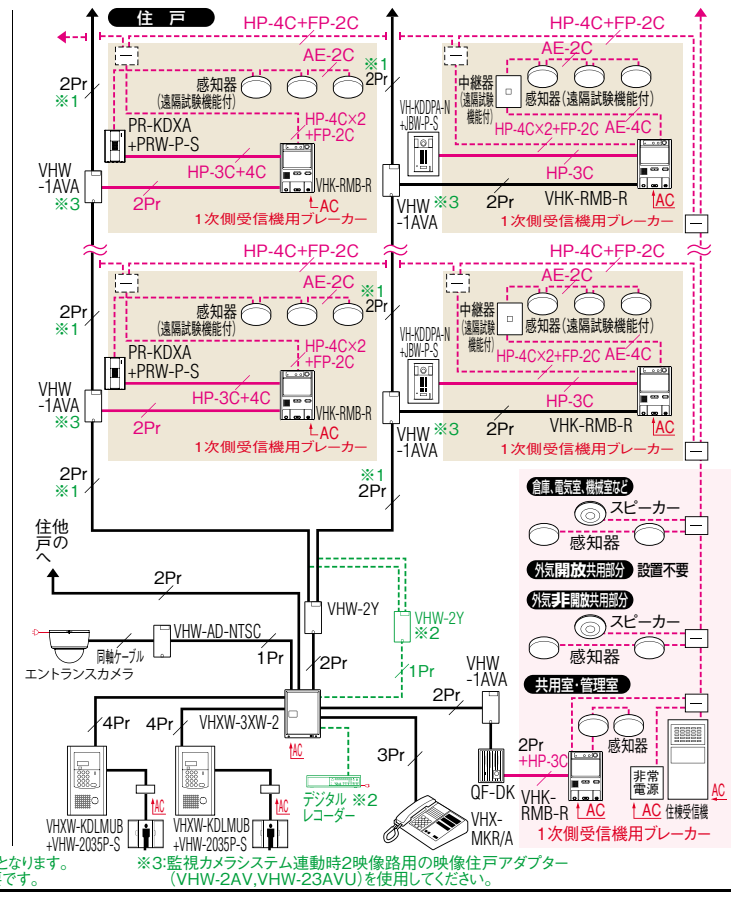 住 戸
HP-4C+FP-2C
HP-4C+FP-2C
AE-2C
2Pr
※1
感知器
(遠隔試験機能付)
PR-KDXA
+PRW-P-S
HP-4C×2
+FP-2C
HP-3C+4C
VHK-RMB-R
VHW
-1AVA
※3
2Pr
AC
1次側受信機用ブレーカー
※1
2Pr
AE-2C
中継器
(遠隔試験
機能付)
感知器(遠隔試験機能付)
VH-KDDPA-N
+JBW-P-S
HP-4C×2+FP-2C
AE-4C
HP-3C
VHW
-1AVA
※3
2Pr
VHK-RMB-R
AC
1次側受信機用ブレーカー
HP-4C+FP-2C
HP-4C+FP-2C
AE-2C
2Pr
※1
感知器
(遠隔試験機能付)
PR-KDXA
+PRW-P-S
HP-4C×2
+FP-2C
HP-3C+4C
VHK-RMB-R
VHW
-1AVA
※3
2Pr
AC
1次側受信機用ブレーカー
※1
2Pr
AE-2C
中継器
(遠隔試験
機能付)
感知器(遠隔試験機能付)
VH-KDDPA-N
+JBW-P-S
HP-4C×2+FP-2C
AE-4C
HP-3C
VHW
-1AVA
※3
2Pr
VHK-RMB-R
AC
1次側受信機用ブレーカー
2Pr
※1
※1
2Pr
他の
住戸へ
2Pr
VHW-2Y
VHW-2Y
※2
VHW-AD-NTSC
同軸ケーブル
エントランスカメラ
1Pr
2Pr
1Pr
4Pr
4Pr
VHXW-3XW-2
AC
2Pr
VHW
-1AVA
3Pr
デジタル ※2
レコーダー
AC
AC
VHXW-KDLMUB
+VHW-2035P-S
VHXW-KDLMUB
+VHW-2035P-S
VHX-
MKR/A
QF-DK
2Pr
+HP-3C
倉庫、電気室、機械室など
スピーカー
感知器
外気開放共用部分 設置不要
外気非開放共用部分
スピーカー
感知器
共用室・管理室
感知器
VHK-
RMB-R
AC
非常
電源
AC
住棟受信機
AC
1次側受信機用ブレーカー
となります。
要です。
※3:監視カメラシステム連動時2映像路用の映像住戸アダプター
(VHW-2AV,VHW-23AVU)を使用してください。